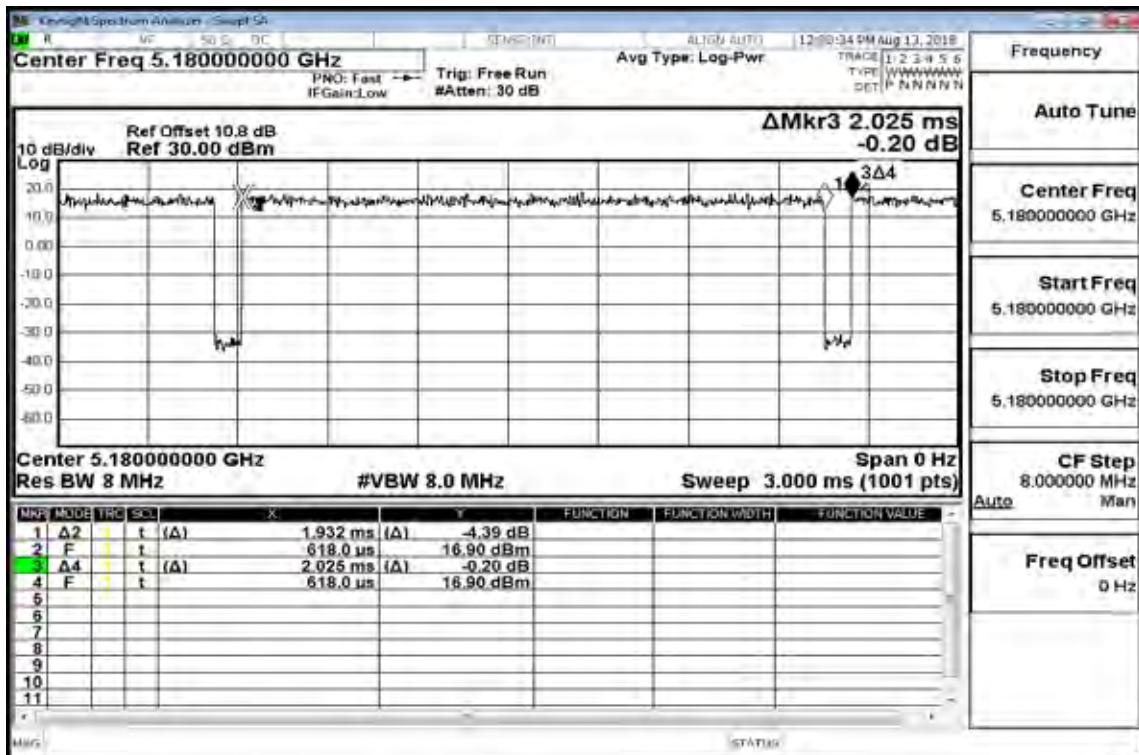 Keysight Spectrum Analyzer - Swept SA
R
RF
50 Ω
DC
SENSE:INT
ALIGN AUTO
12:00:34 PM Aug 13, 2018
Center Freq 5.180000000 GHz
PNO: Fast
IFGain:Low
Trig: Free Run
#Atten: 30 dB
Avg Type: Log-Pwr
TRACE 1 2 3 4 5 6
TYPE WWWWWW
DET P N N N N N
Ref Offset 10.8 dB
Ref 30.00 dBm
10 dB/div
Log
ΔMkr3 2.025 ms
-0.20 dB
3Δ4
20.0
10.0
0.00
-10.0
-20.0
-30.0
-40.0
-50.0
-60.0
Center 5.180000000 GHz
Span 0 Hz
Res BW 8 MHz
#VBW 8.0 MHz
Sweep 3.000 ms (1001 pts)
MKR MODE TRC SCL X Y FUNCTION FUNCTION WIDTH FUNCTION VALUE
1 Δ2 1 t (Δ) 1.932 ms (Δ) -4.39 dB
2 F 1 t 618.0 µs 16.90 dBm
3 Δ4 1 t (Δ) 2.025 ms (Δ) -0.20 dB
4 F 1 t 618.0 µs 16.90 dBm
5
6
7
8
9
10
11
MSG
STATUS
Frequency
Auto Tune
Center Freq
5.180000000 GHz
Start Freq
5.180000000 GHz
Stop Freq
5.180000000 GHz
CF Step
8.000000 MHz
Auto Man
Freq Offset
0 Hz